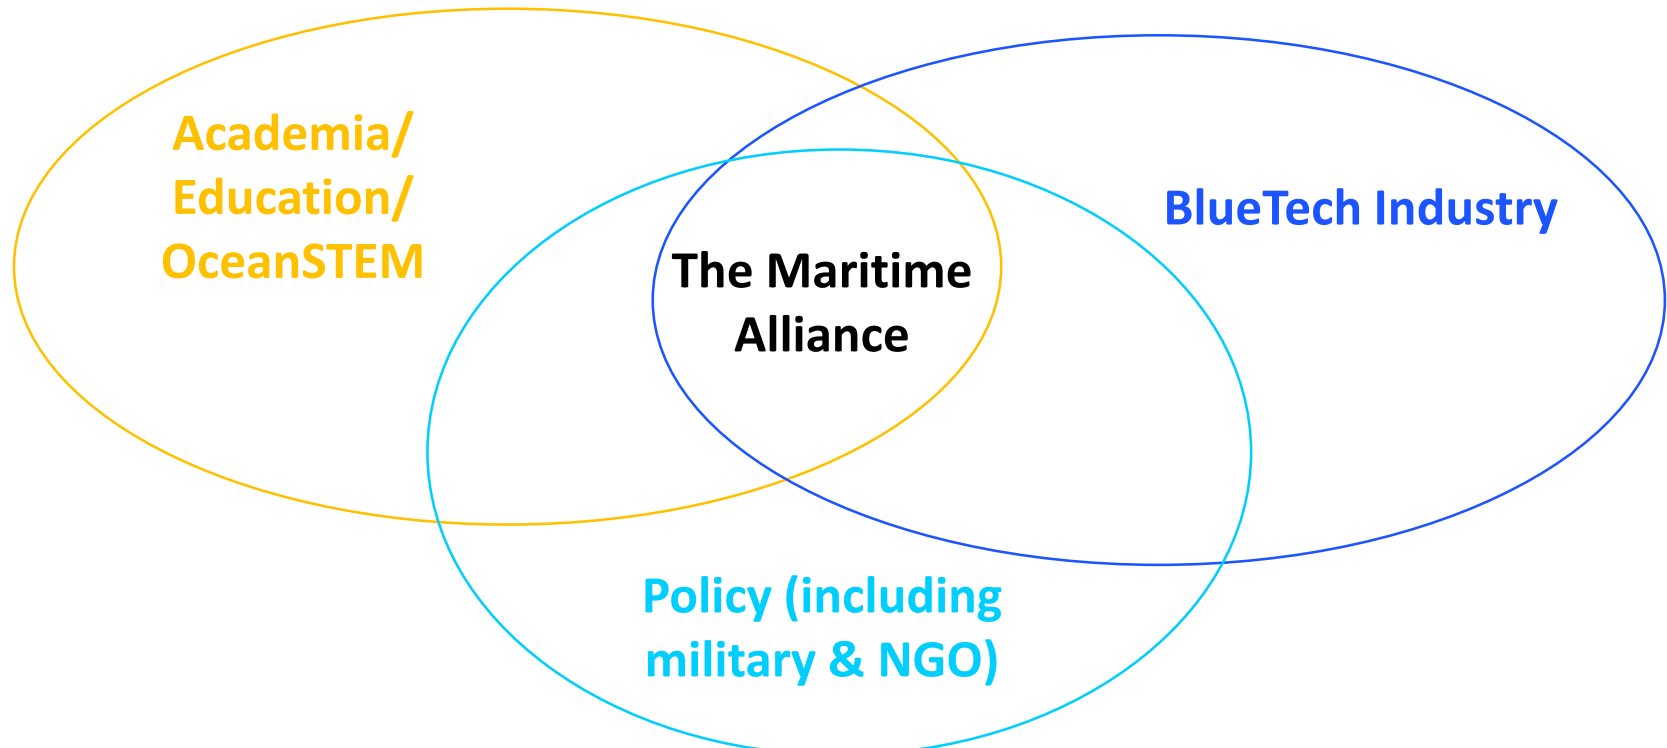 Academia/
Education/
OceanSTEM
BlueTech Industry
The Maritime
Alliance
Policy (including
military & NGO)